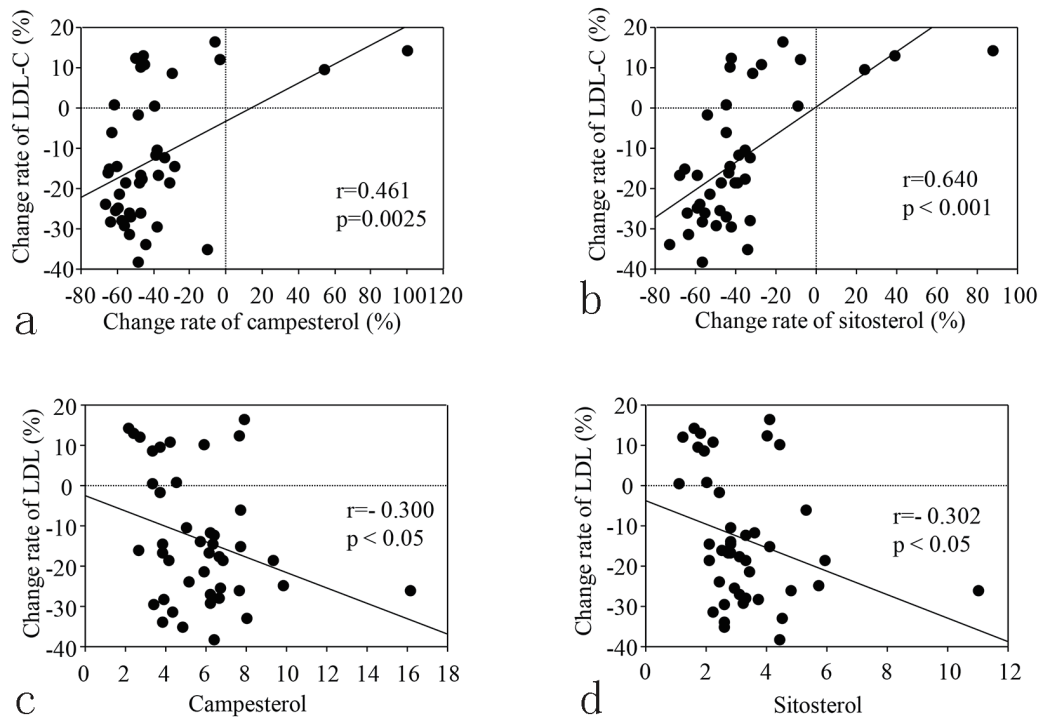 Change rate of LDL-C (%)
20
10
0
-10
-20
-30
-40
r=0.461
p=0.0025
-80 -60 -40 -20 0 20 40 60 80 100 120
Change rate of campesterol (%)
a
Change rate of LDL-C (%)
20
10
0
-10
-20
-30
-40
r=0.640
p < 0.001
-80 -60 -40 -20 0 20 40 60 80 100
Change rate of sitosterol (%)
b
Change rate of LDL (%)
20
10
0
-10
-20
-30
-40
r=- 0.300
p < 0.05
0 2 4 6 8 10 12 14 16 18
Campesterol
c
Change rate of LDL (%)
20
10
0
-10
-20
-30
-40
r=- 0.302
p < 0.05
0 2 4 6 8 10 12
Sitosterol
d